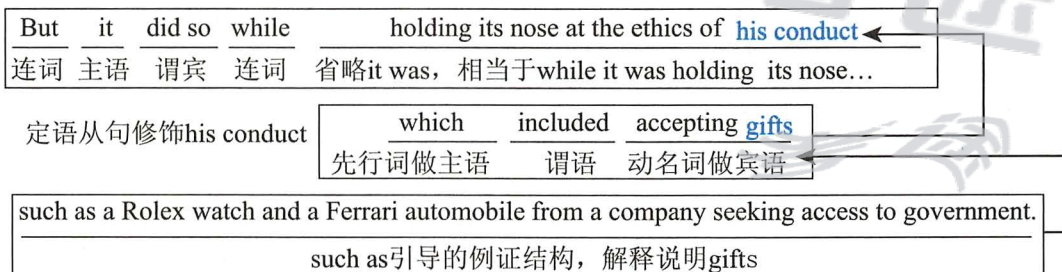 But it did so while holding its nose at the ethics of his conduct
连词 主语 谓宾 连词 省略it was，相当于while it was holding its nose…
定语从句修饰his conduct
which included accepting gifts
先行词做主语 谓语 动名词做宾语
such as a Rolex watch and a Ferrari automobile from a company seeking access to government.
such as引导的例证结构，解释说明gifts